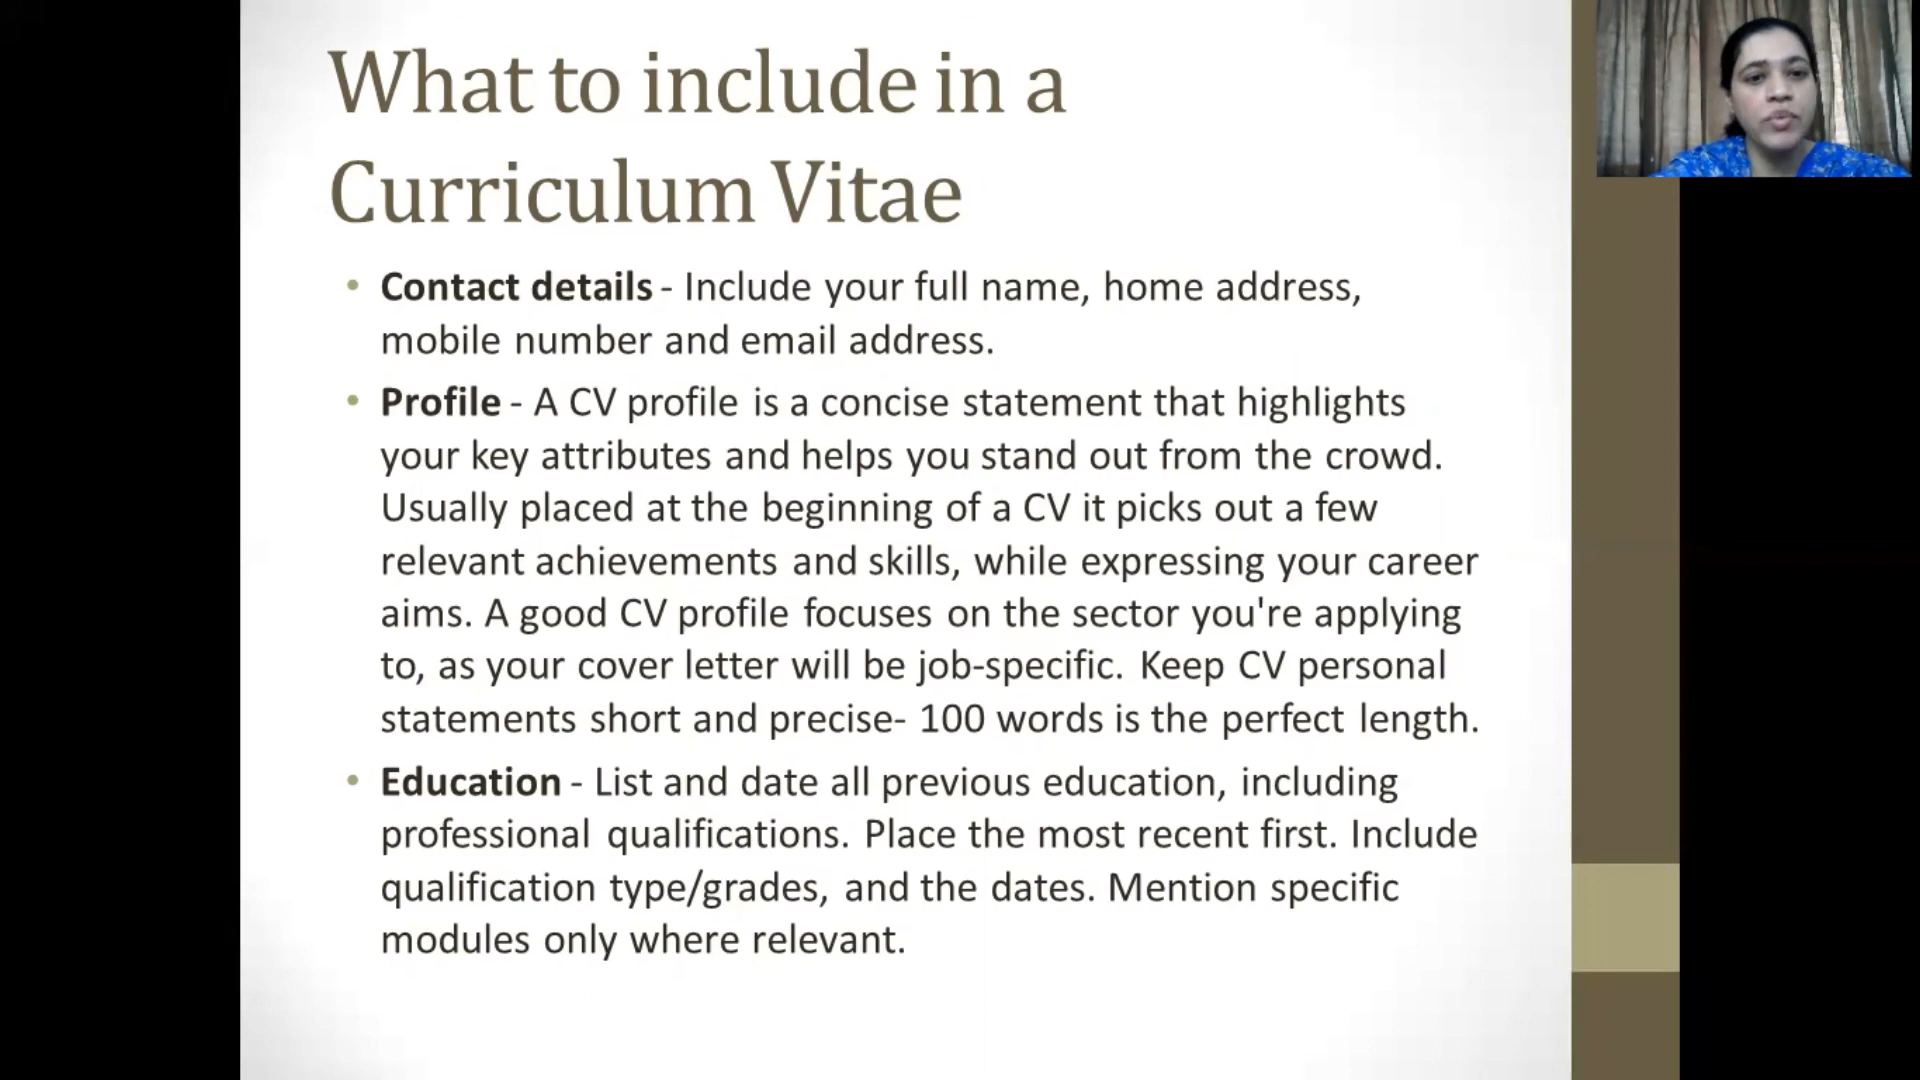 What to include in a
Curriculum Vitae
• Contact details - Include your full name, home address,
mobile number and email address.
• Profile - A CV profile is a concise statement that highlights
your key attributes and helps you stand out from the crowd.
Usually placed at the beginning of a CV it picks out a few
relevant achievements and skills, while expressing your career
aims. A good CV profile focuses on the sector you're applying
to, as your cover letter will be job-specific. Keep CV personal
statements short and precise- 100 words is the perfect length.
• Education - List and date all previous education, including
professional qualifications. Place the most recent first. Include
qualification type/grades, and the dates. Mention specific
modules only where relevant.